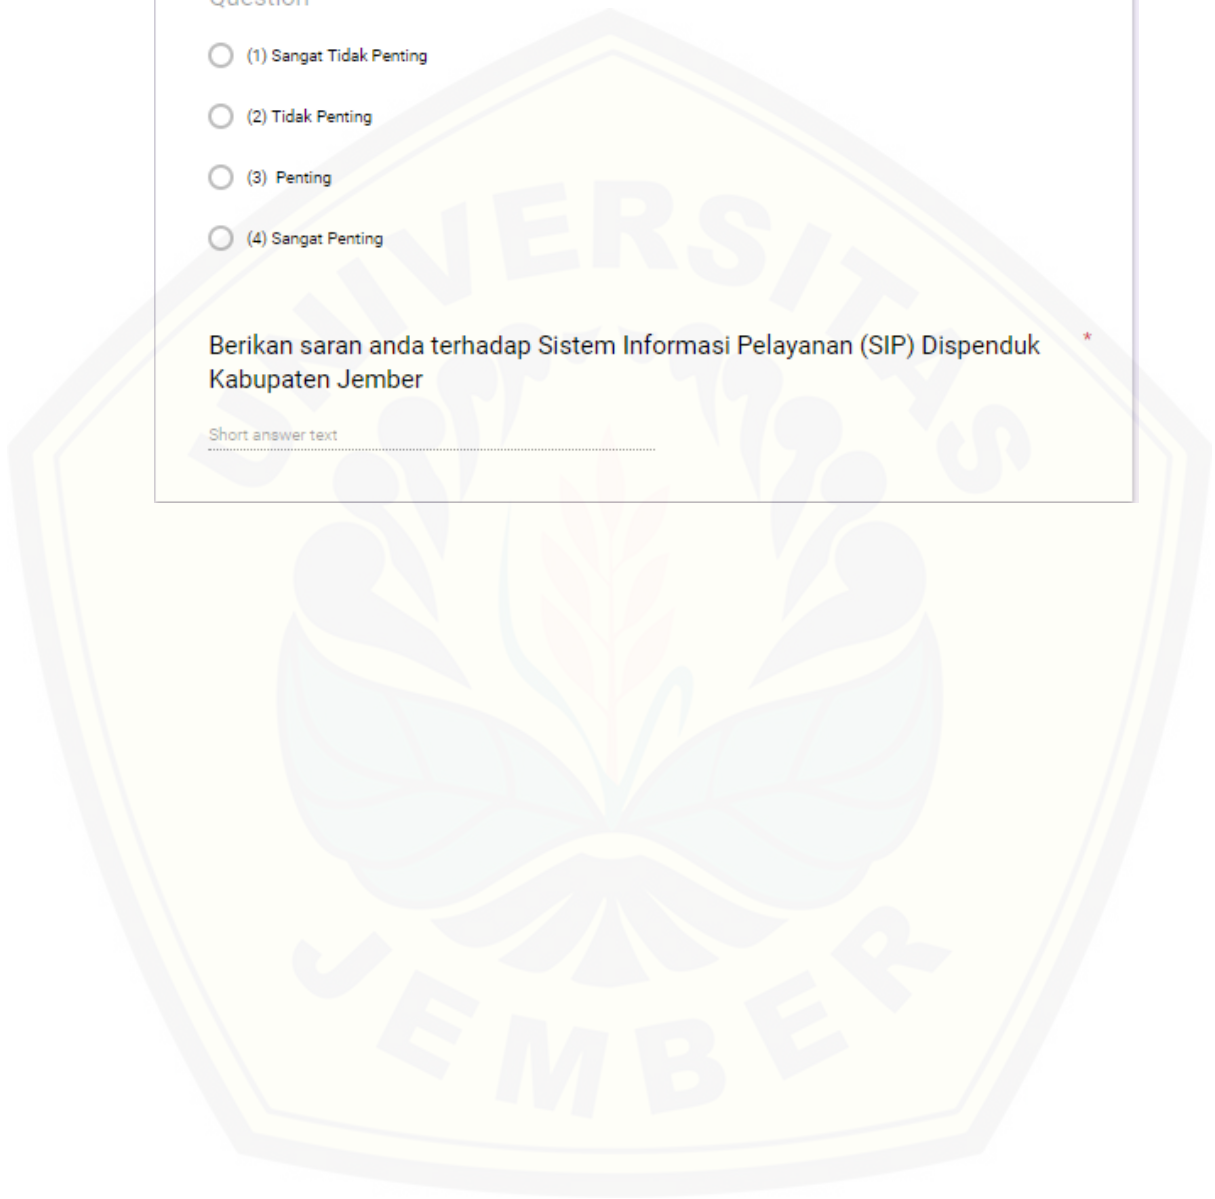 Question
(1) Sangat Tidak Penting
(2) Tidak Penting
(3) Penting
(4) Sangat Penting
Berikan saran anda terhadap Sistem Informasi Pelayanan (SIP) Dispenduk *
Kabupaten Jember
Short answer text
UNIVERSITAS
JEMBER